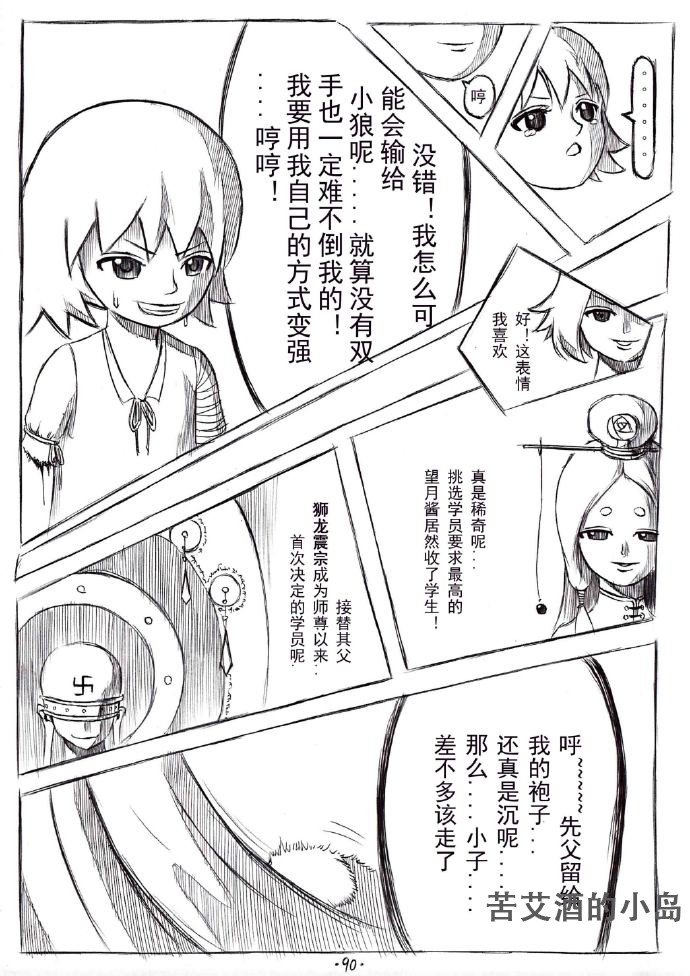 ……
哼
没错！我怎么可
能会输给
小狼呢……就算没有双
手也一定难不倒我的！
我要用我自己的方式变强
……哼哼！
好！这表情
我喜欢
真是稀奇呢…
挑选学员要求最高的
望月酱居然收了学生！
接替其父
狮龙震宗成为师尊以来…
首次决定的学员呢…
卐
呼~~~~~先父留给
我的袍子…
还真是沉呢…
那么……小子……
差不多该走了
苦艾酒的小岛
·90·